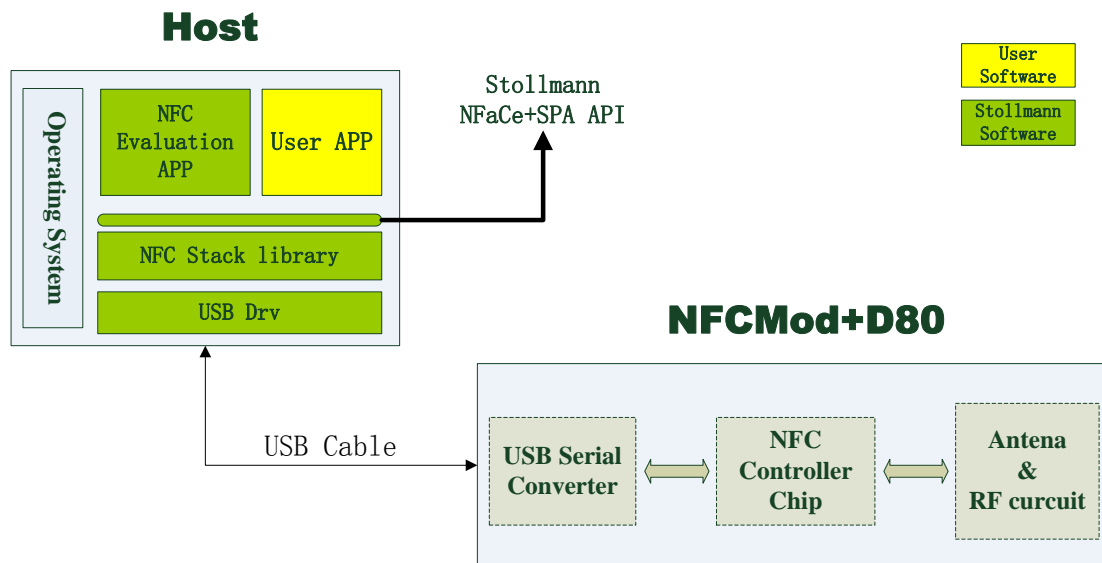 Host
Operating System
NFC
Evaluation
APP
User APP
NFC Stack library
USB Drv
Stollmann
NFaCe+SPA API
User
Software
Stollmann
Software
USB Cable
NFCMod+D80
USB Serial
Converter
NFC
Controller
Chip
Antena
&
RF curcuit